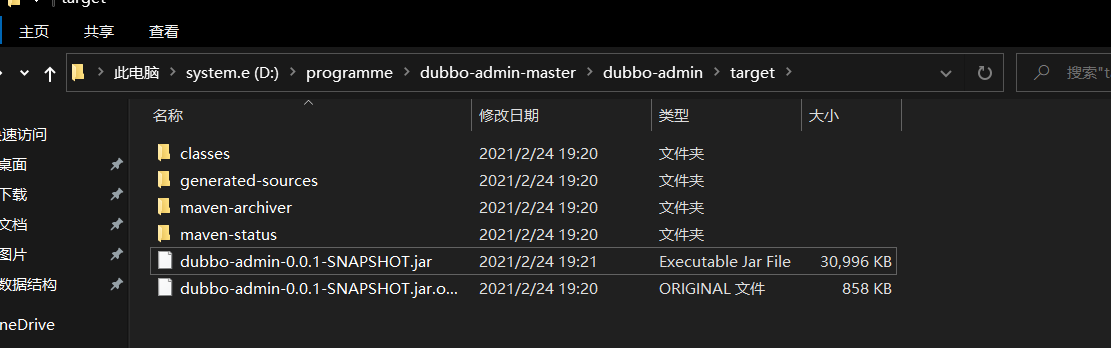 target
主页 共享 查看
此电脑 system.e (D:) programme dubbo-admin-master dubbo-admin target 搜索"ta
名称 修改日期 类型 大小
速访问
classes 2021/2/24 19:20 文件夹
桌面
generated-sources 2021/2/24 19:20 文件夹
下载
maven-archiver 2021/2/24 19:20 文件夹
文档
maven-status 2021/2/24 19:20 文件夹
图片
dubbo-admin-0.0.1-SNAPSHOT.jar 2021/2/24 19:21 Executable Jar File 30,996 KB
数据结构
dubbo-admin-0.0.1-SNAPSHOT.jar.o... 2021/2/24 19:20 ORIGINAL 文件 858 KB
neDrive